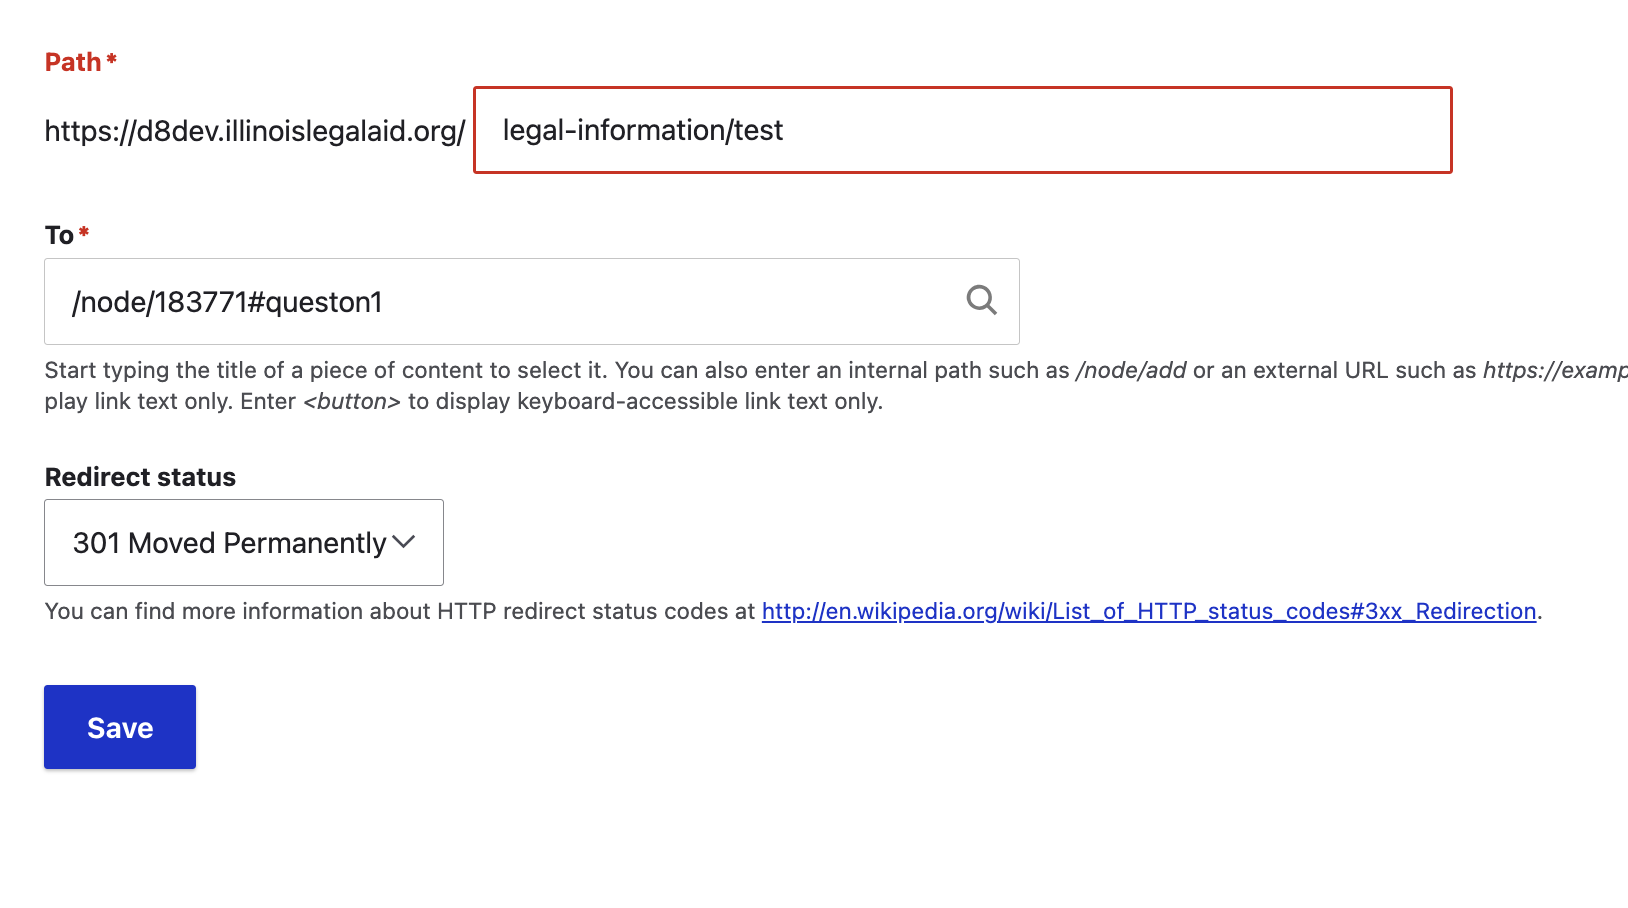 Path*
https://d8dev.illinoislegalaid.org/ legal-information/test
To*
/node/183771#queston1
Start typing the title of a piece of content to select it. You can also enter an internal path such as /node/add or an external URL such as https://examp
play link text only. Enter <button> to display keyboard-accessible link text only.
Redirect status
301 Moved Permanently
You can find more information about HTTP redirect status codes at http://en.wikipedia.org/wiki/List_of_HTTP_status_codes#3xx_Redirection.
Save